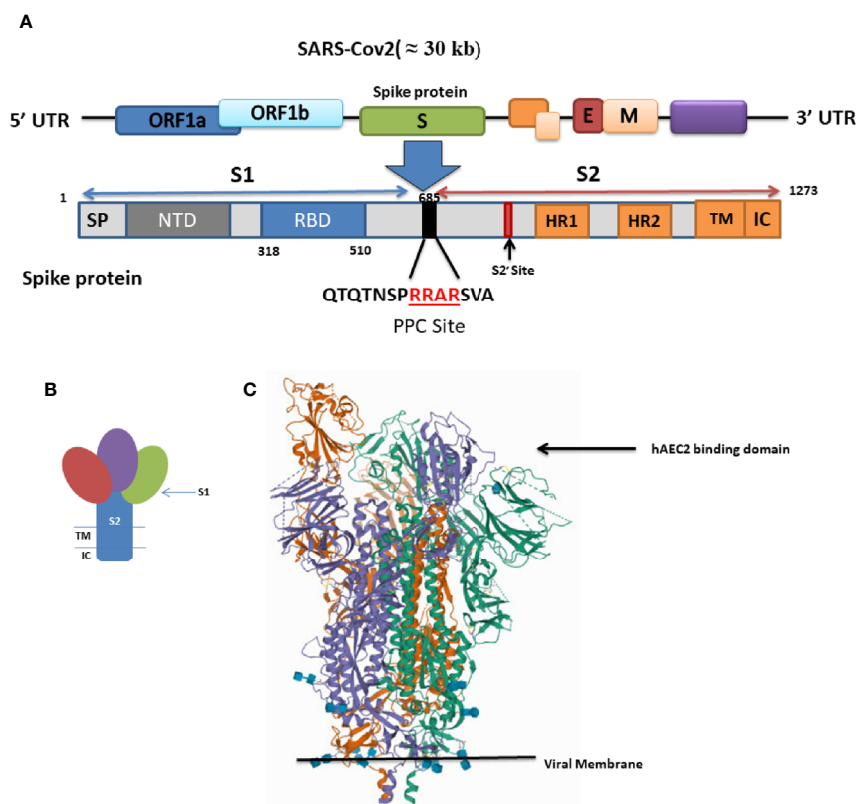 A
SARS-Cov2( ≈ 30 kb)
Spike protein
5’ UTR ORF1a ORF1b S E M 3’ UTR
S1 S2
1 685 1273
SP NTD RBD HR1 HR2 TM IC
318 510
S2’ Site
Spike protein
QTQTNSPRRARSVA
PPC Site
B
S1
S2
TM
IC
C
hAEC2 binding domain
Viral Membrane